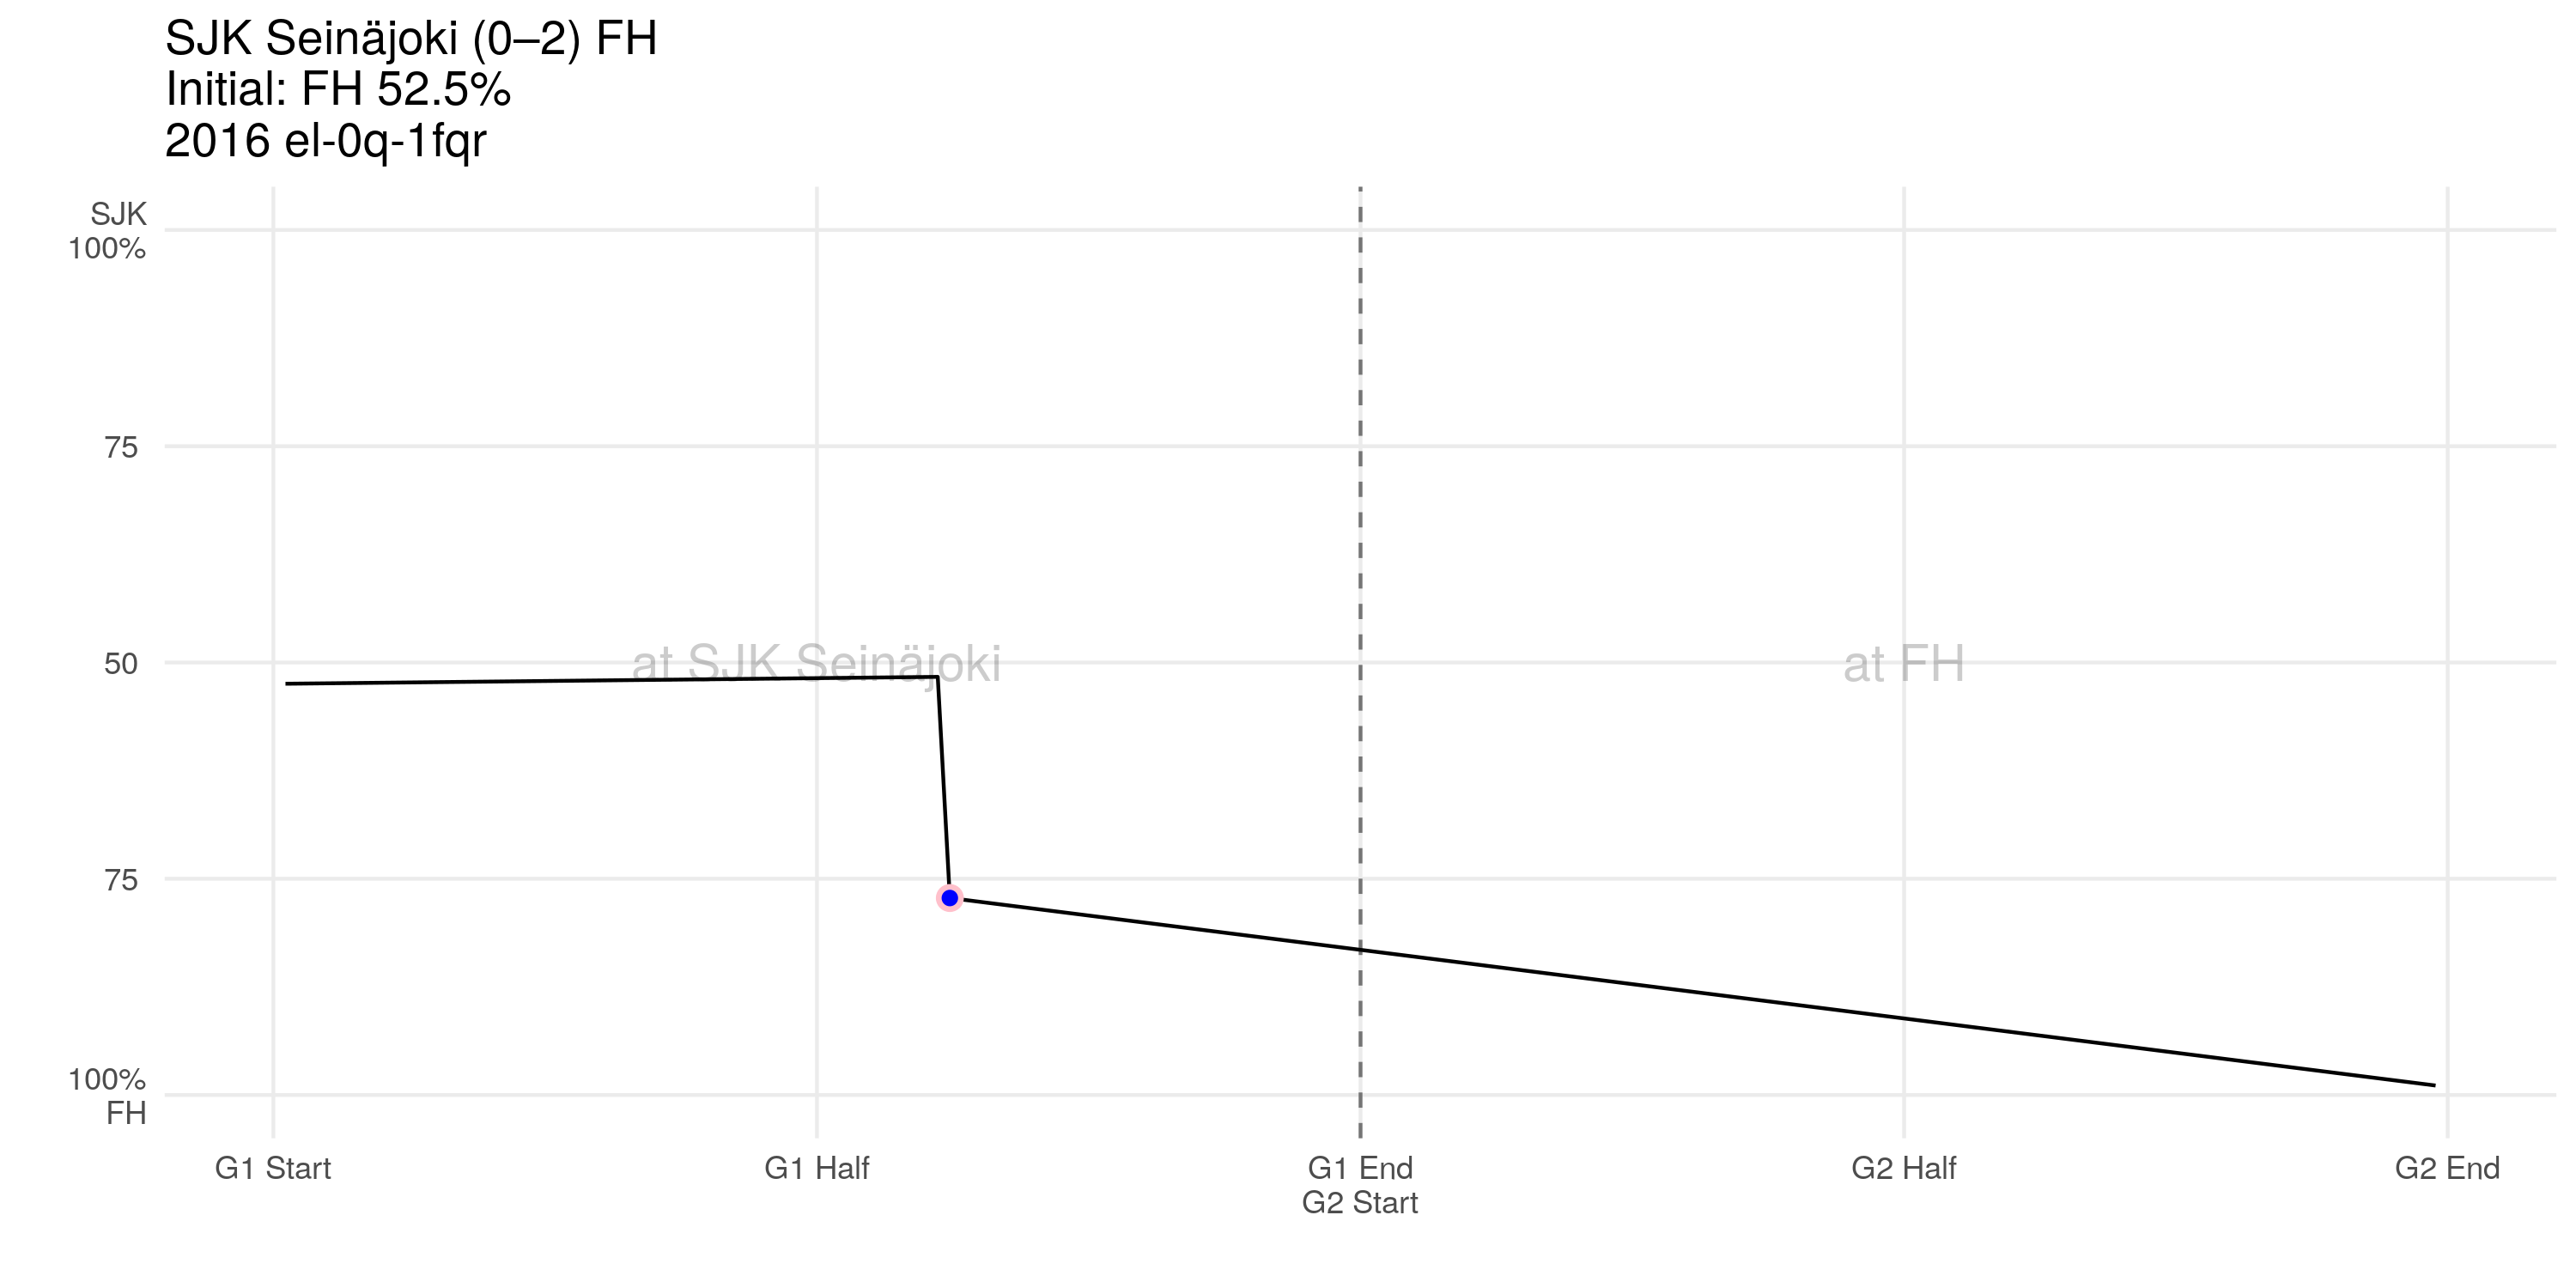 SJK Seinäjoki (0–2) FH
Initial: FH 52.5%
2016 el-0q-1fqr
SJK
100%
75
50
75
100%
FH
at SJK Seinäjoki
at FH
G1 Start
G1 Half
G1 End
G2 Start
G2 Half
G2 End